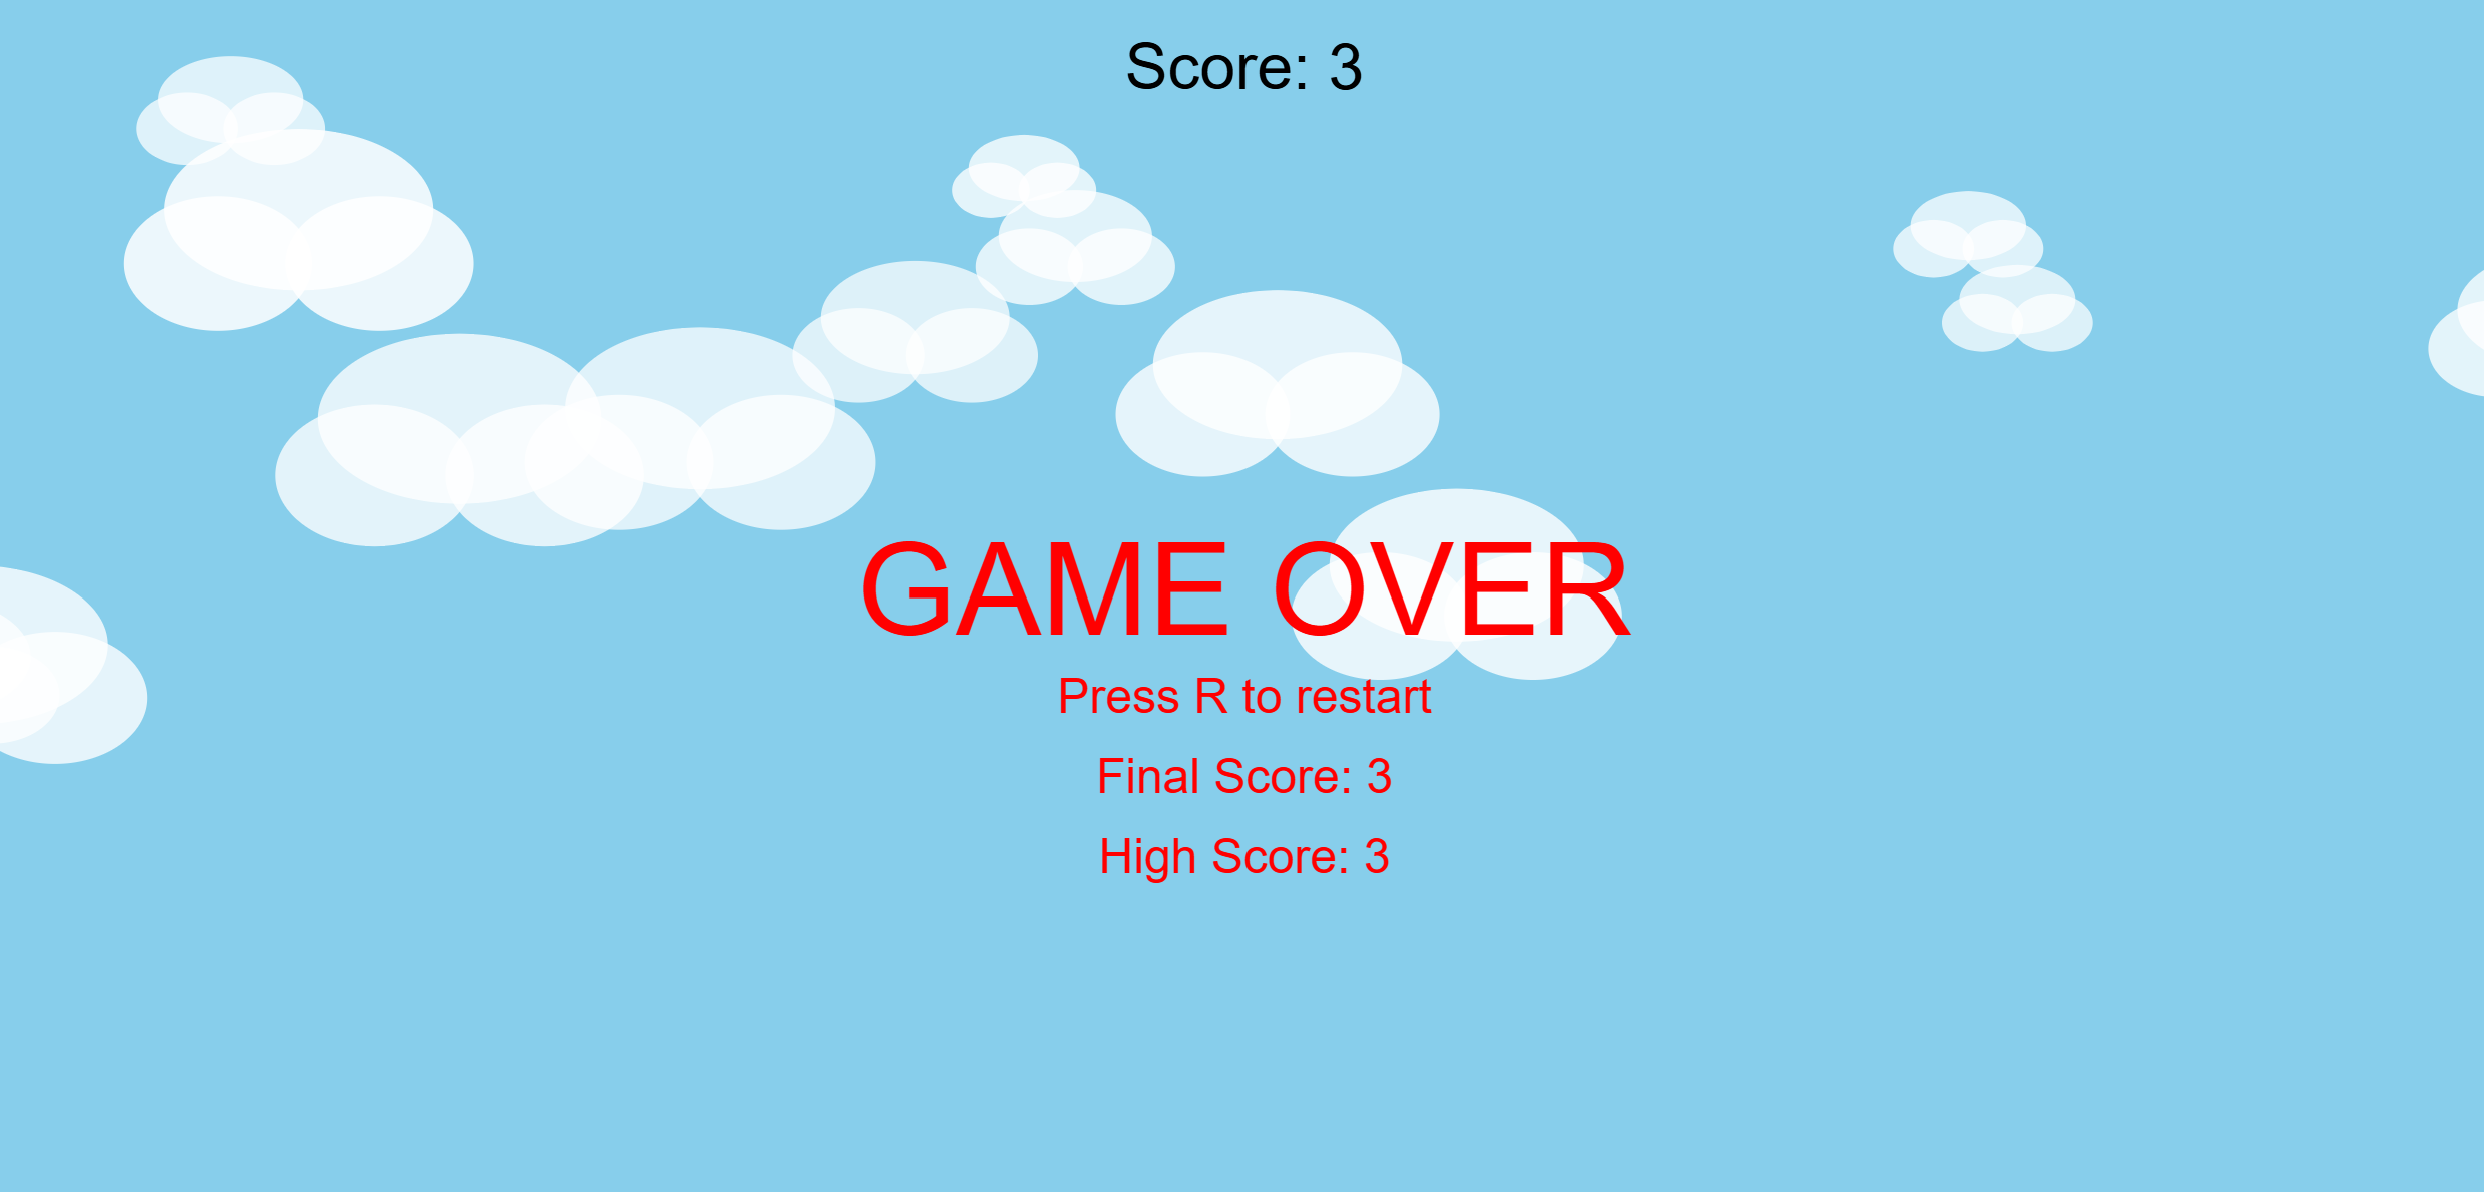 Score: 3
GAME OVER
Press R to restart
Final Score: 3
High Score: 3